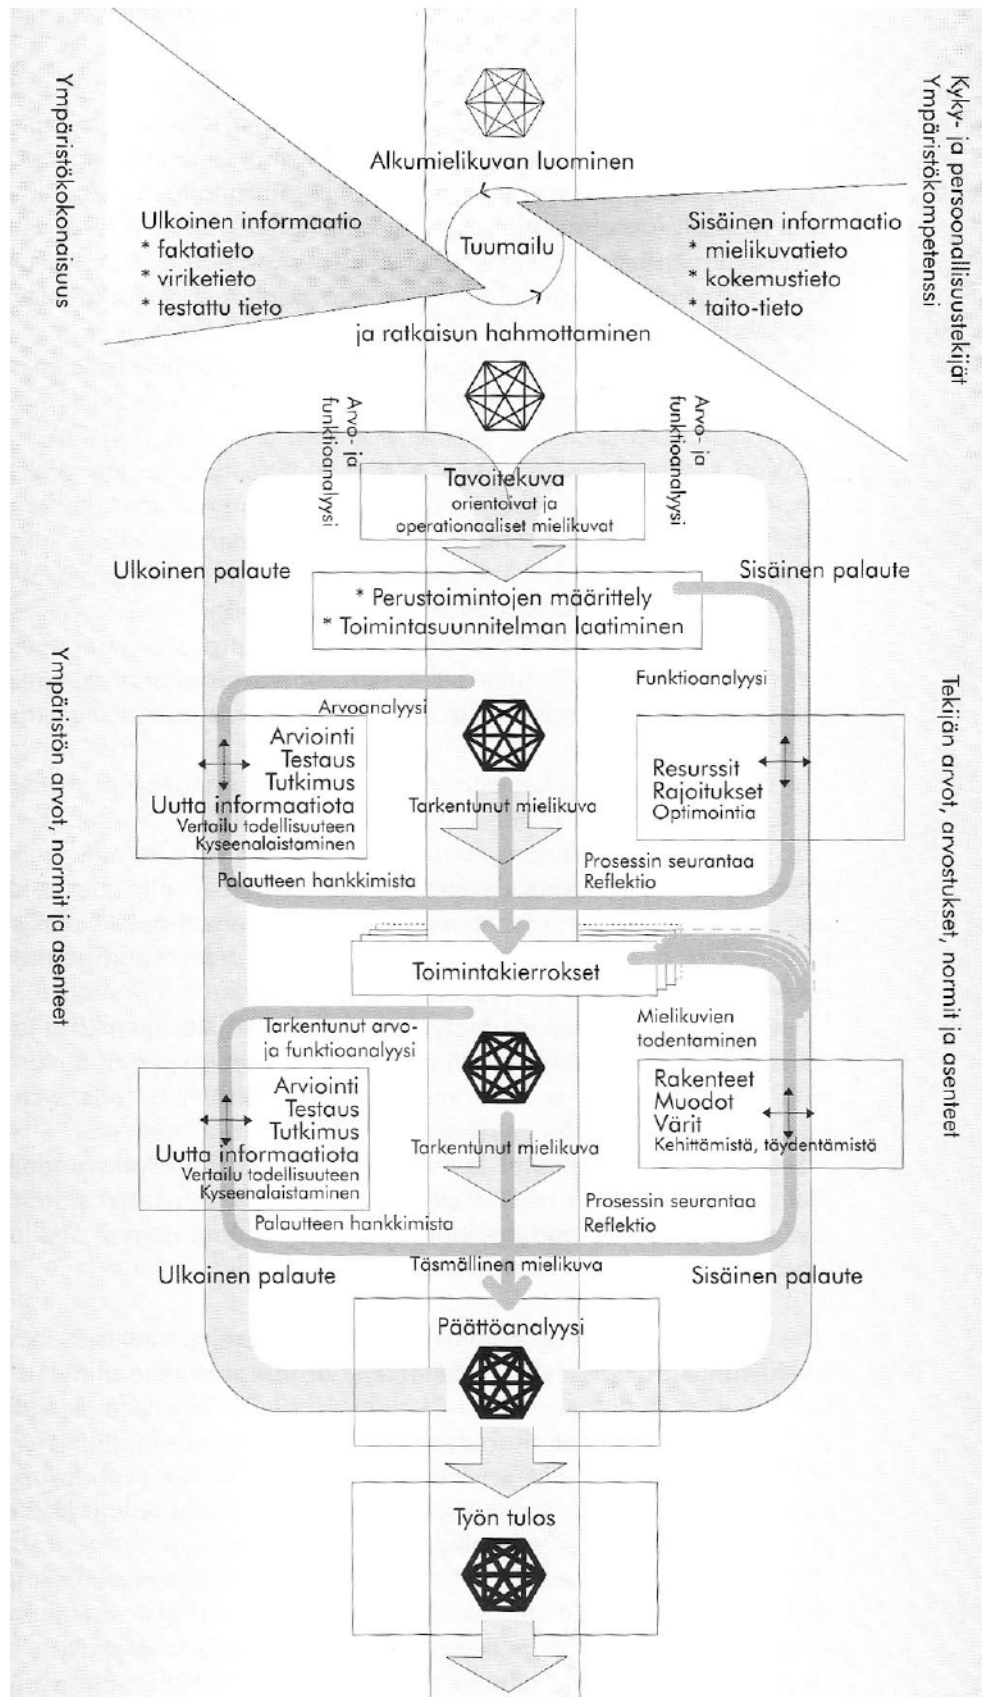 Ympäristökokonaisuus
Kyky- ja persoonallisuustekijät
Ympäristökompetenssi
Alkumielikuvan luominen
Ulkoinen informaatio
* faktatieto
* viriketieto
* testattu tieto
Tuumailu
Sisäinen informaatio
* mielikuvatieto
* kokemustieto
* taito-tieto
ja ratkaisun hahmottaminen
Arvo- ja
funktioanalyysi
Arvo- ja
funktioanalyysi
Tavoitekuva
orientoivat ja
operationaaliset mielikuvat
Ulkoinen palaute
Sisäinen palaute
* Perustoimintojen määrittely
* Toimintasuunnitelman laatiminen
Ympäristön arvot, normit ja asenteet
Tekijän arvot, arvostukset, normit ja asenteet
Arvoanalyysi
Funktioanalyysi
Arviointi
Testaus
Tutkimus
Uutta informaatiota
Vertailu todellisuuteen
Kyseenalaistaminen
Resurssit
Rajoitukset
Optimointia
Tarkentunut mielikuva
Palautteen hankkimista
Prosessin seurantaa
Reflektio
Toimintakierrokset
Tarkentunut arvo-
ja funktioanalyysi
Mielikuvien
todentaminen
Arviointi
Testaus
Tutkimus
Uutta informaatiota
Vertailu todellisuuteen
Kyseenalaistaminen
Rakenteet
Muodot
Värit
Kehittämistä, täydentämistä
Tarkentunut mielikuva
Palautteen hankkimista
Prosessin seurantaa
Reflektio
Ulkoinen palaute
Täsmällinen mielikuva
Sisäinen palaute
Päättöanalyysi
Työn tulos